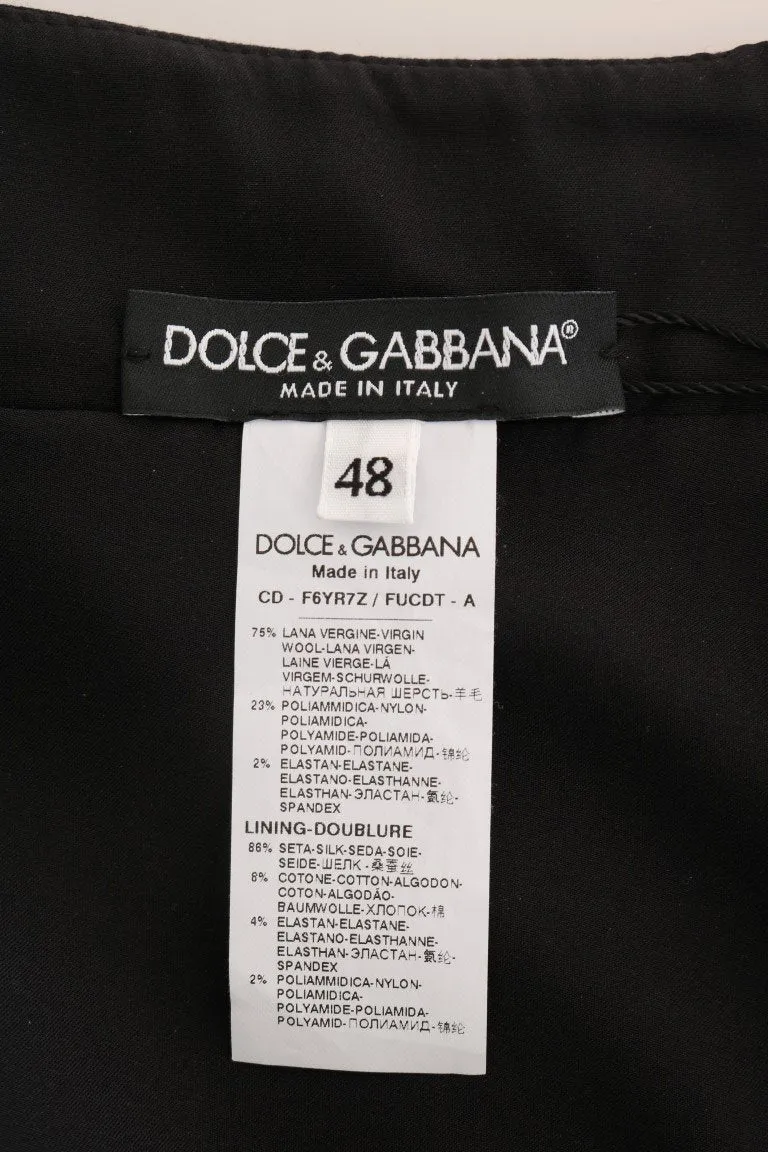 DOLCE & GABBANA®
MADE IN ITALY
48
DOLCE & GABBANA
Made in Italy
CD - F6YR7Z / FUCDT - A
75% LANA VERGINE-VIRGIN
WOOL-LANA VIRGEN-
LAINE VIERGE-LÃ
VIRGEM-SCHURWOLLE-
НАТУРАЛЬНАЯ ШЕРСТЬ-羊毛
23% POLIAMMIDICA-NYLON-
POLIAMIDICA-
POLYAMIDE-POLIAMIDA-
POLYAMID-ПОЛИАМИД-锦纶
2% ELASTAN-ELASTANE-
ELASTANO-ELASTHANNE-
ELASTHAN-ЭЛАСТАН-氨纶-
SPANDEX
LINING-DOUBLURE
86% SETA-SILK-SEDA-SOIE-
SEIDE-ШЕЛК-桑蚕丝
8% COTONE-COTTON-ALGODON-
COTON-ALGODÃO-
BAUMWOLLE-ХЛОПОК-棉
4% ELASTAN-ELASTANE-
ELASTANO-ELASTHANNE-
ELASTHAN-ЭЛАСТАН-氨纶-
SPANDEX
2% POLIAMMIDICA-NYLON-
POLIAMIDICA-
POLYAMIDE-POLIAMIDA-
POLYAMID-ПОЛИАМИД-锦纶